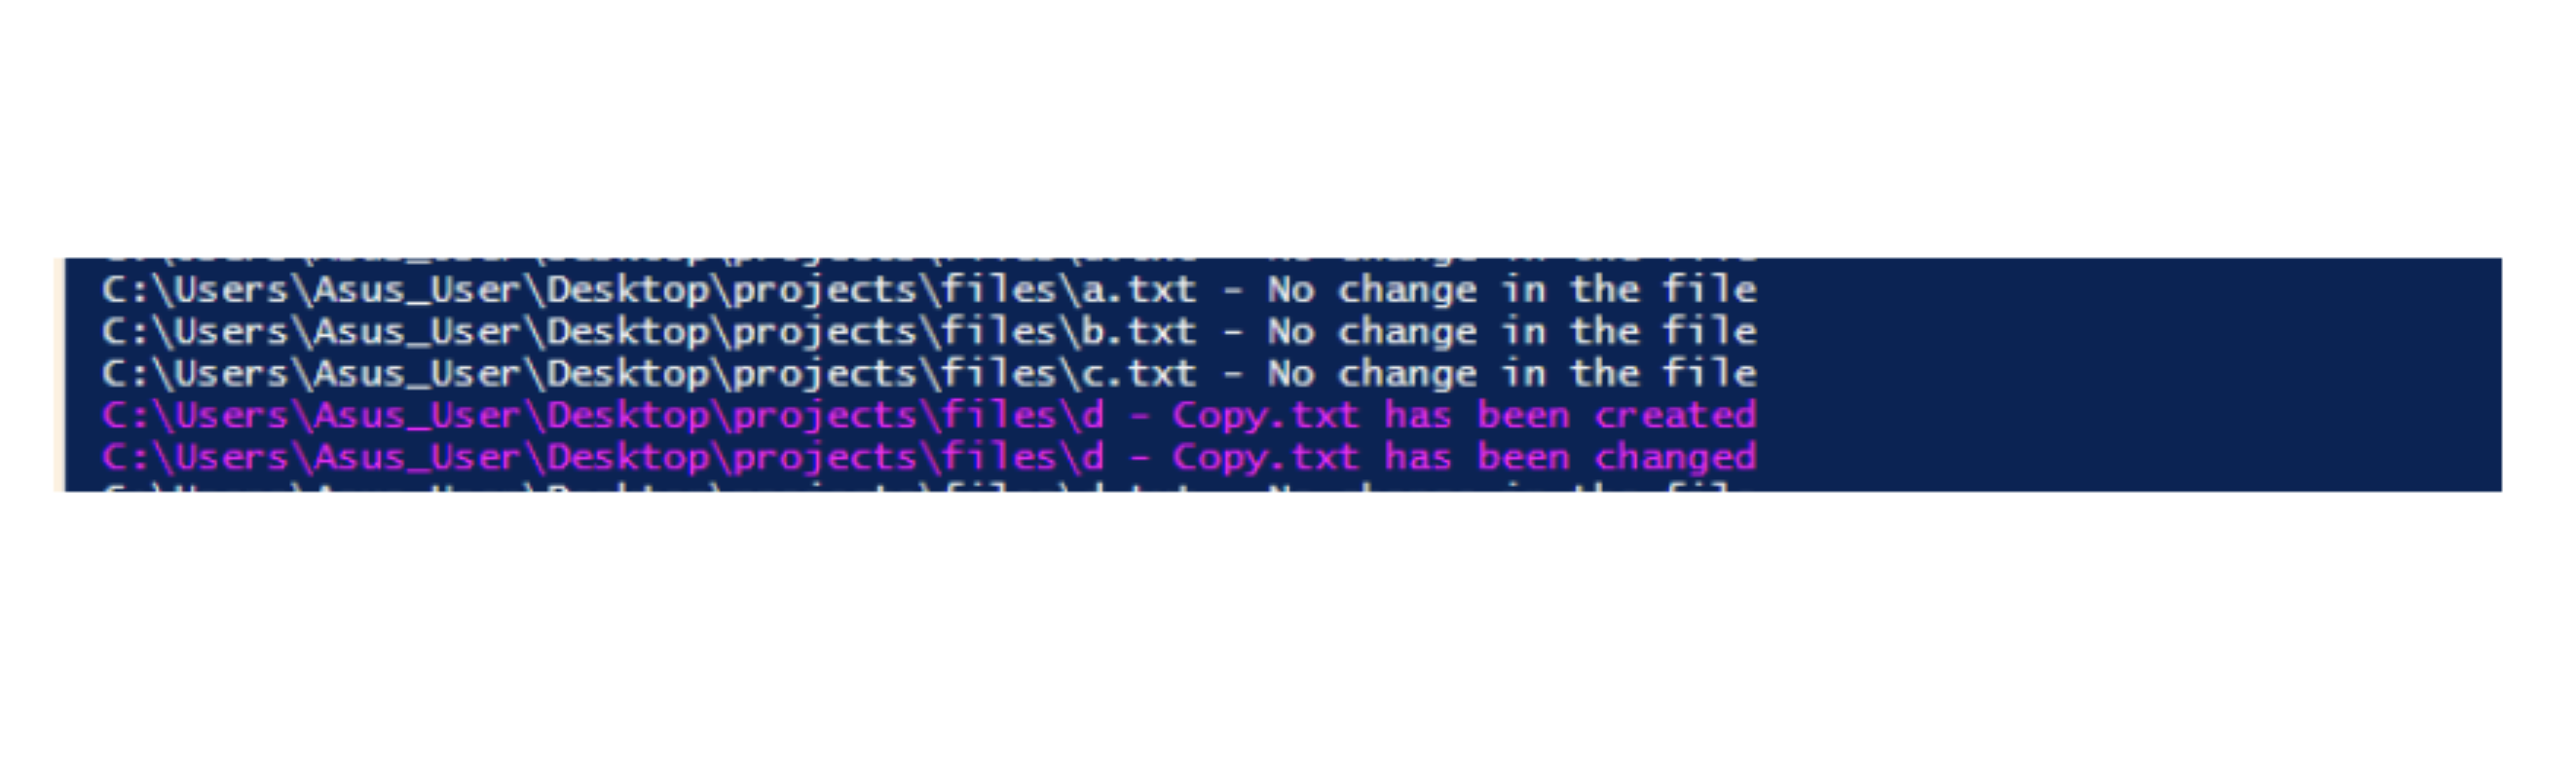 C:\Users\Asus_User\Desktop\projects\files\a.txt - No change in the file
C:\Users\Asus_User\Desktop\projects\files\b.txt - No change in the file
C:\Users\Asus_User\Desktop\projects\files\c.txt - No change in the file
C:\Users\Asus_User\Desktop\projects\files\d - Copy.txt has been created
C:\Users\Asus_User\Desktop\projects\files\d - Copy.txt has been changed